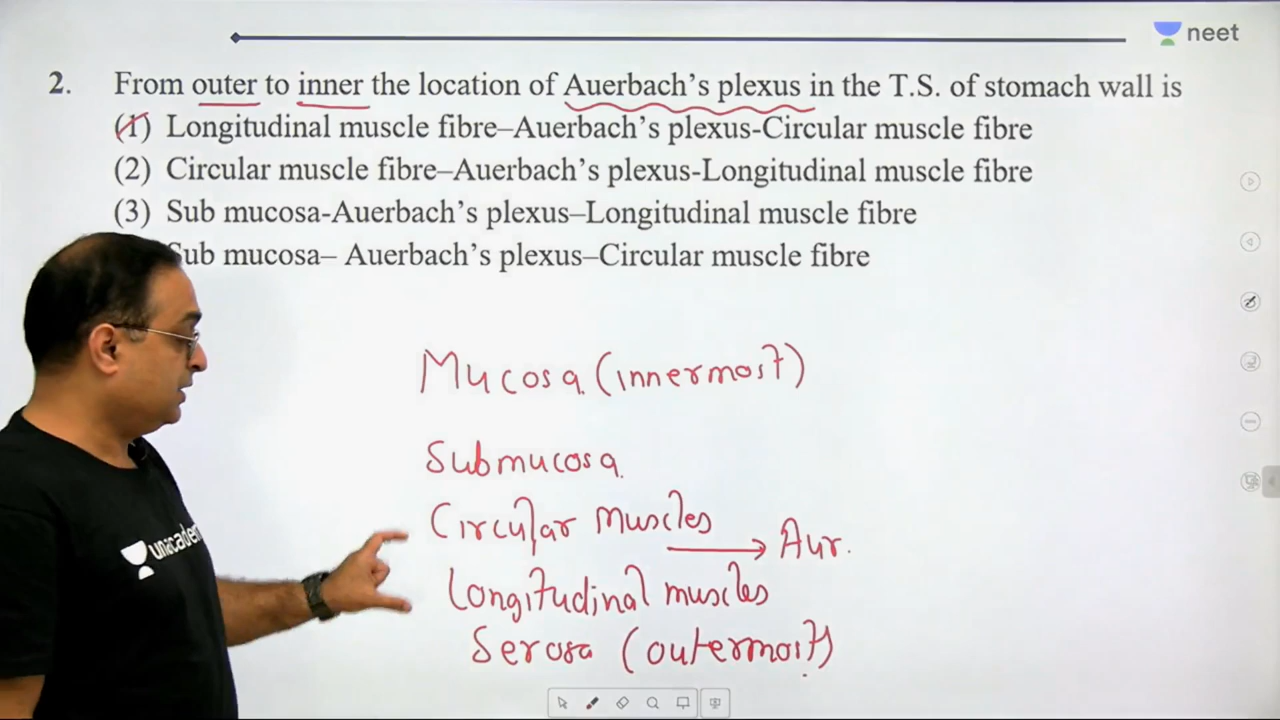 neet
2. From outer to inner the location of Auerbach's plexus in the T.S. of stomach wall is
(1) Longitudinal muscle fibre–Auerbach's plexus-Circular muscle fibre
(2) Circular muscle fibre–Auerbach's plexus-Longitudinal muscle fibre
(3) Sub mucosa-Auerbach's plexus–Longitudinal muscle fibre
Sub mucosa– Auerbach's plexus–Circular muscle fibre
Mucosa (innermost)
Submucosa
Circular Muscles
Aur.
Longitudinal muscles
Serosa (outermost)